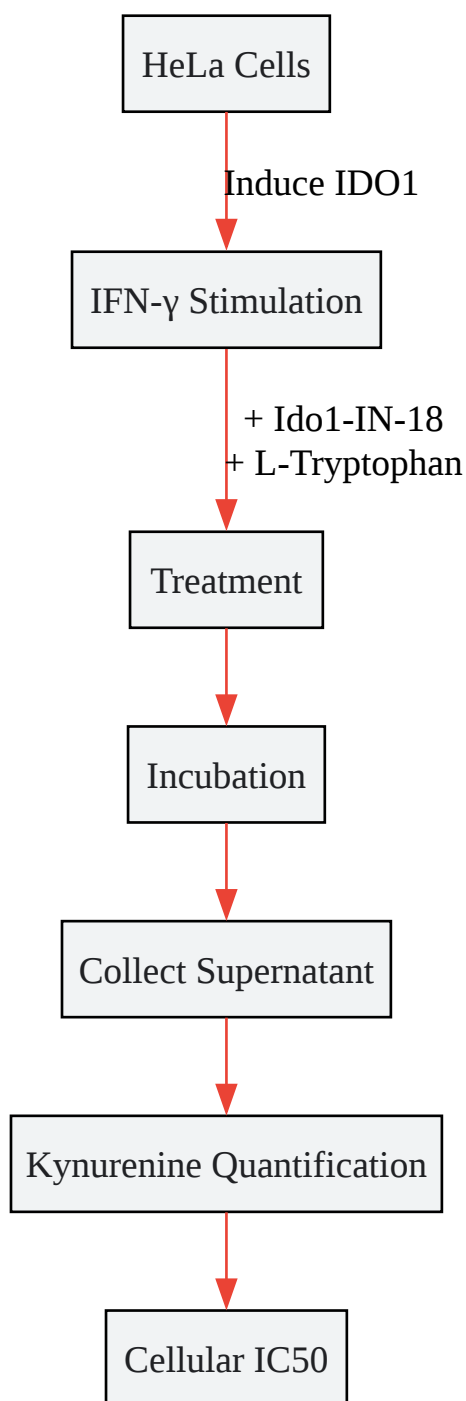 HeLa Cells
Induce IDO1
IFN-γ Stimulation
+ Ido1-IN-18
+ L-Tryptophan
Treatment
Incubation
Collect Supernatant
Kynurenine Quantification
Cellular IC50